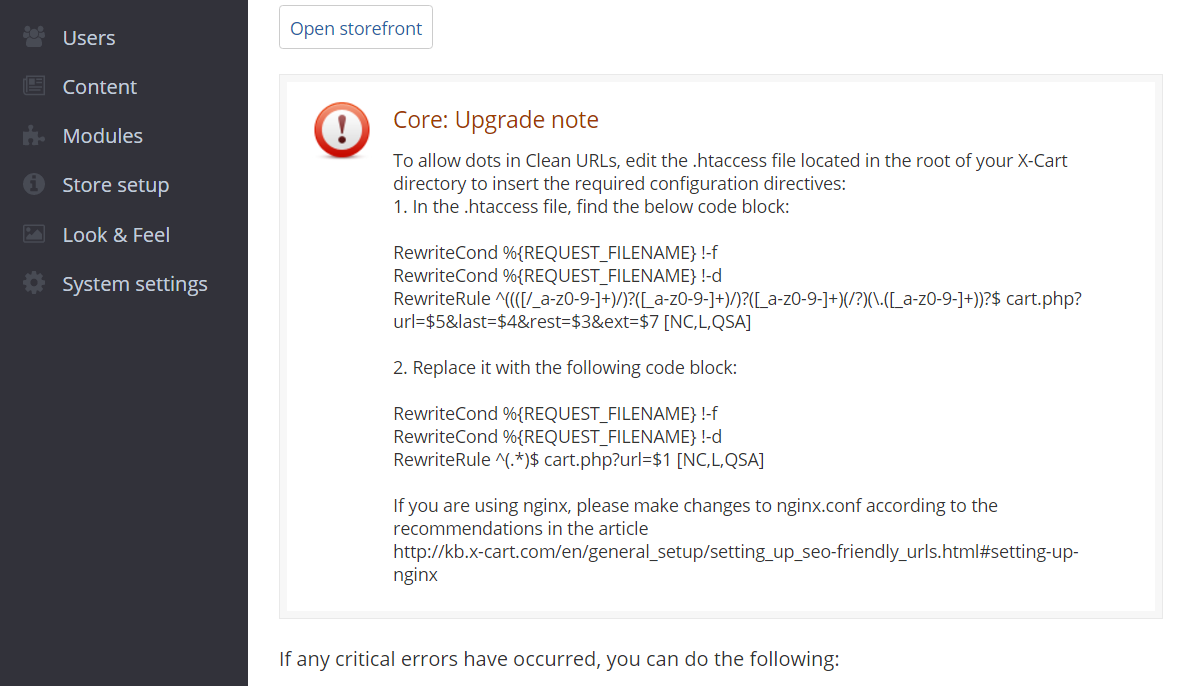 Users
Content
Modules
Store setup
Look & Feel
System settings
Open storefront
Core: Upgrade note
To allow dots in Clean URLs, edit the .htaccess file located in the root of your X-Cart
directory to insert the required configuration directives:
1. In the .htaccess file, find the below code block:
RewriteCond %{REQUEST_FILENAME} !-f
RewriteCond %{REQUEST_FILENAME} !-d
RewriteRule ^(((([/_a-z0-9-]+)/)?([_a-z0-9-]+)/)?([_a-z0-9-]+)(/?)(\.([_a-z0-9-]+))?$ cart.php?
url=$5&last=$4&rest=$3&ext=$7 [NC,L,QSA]
2. Replace it with the following code block:
RewriteCond %{REQUEST_FILENAME} !-f
RewriteCond %{REQUEST_FILENAME} !-d
RewriteRule ^(.*)$ cart.php?url=$1 [NC,L,QSA]
If you are using nginx, please make changes to nginx.conf according to the
recommendations in the article
http://kb.x-cart.com/en/general_setup/setting_up_seo-friendly_urls.html#setting-up-
nginx
If any critical errors have occurred, you can do the following: